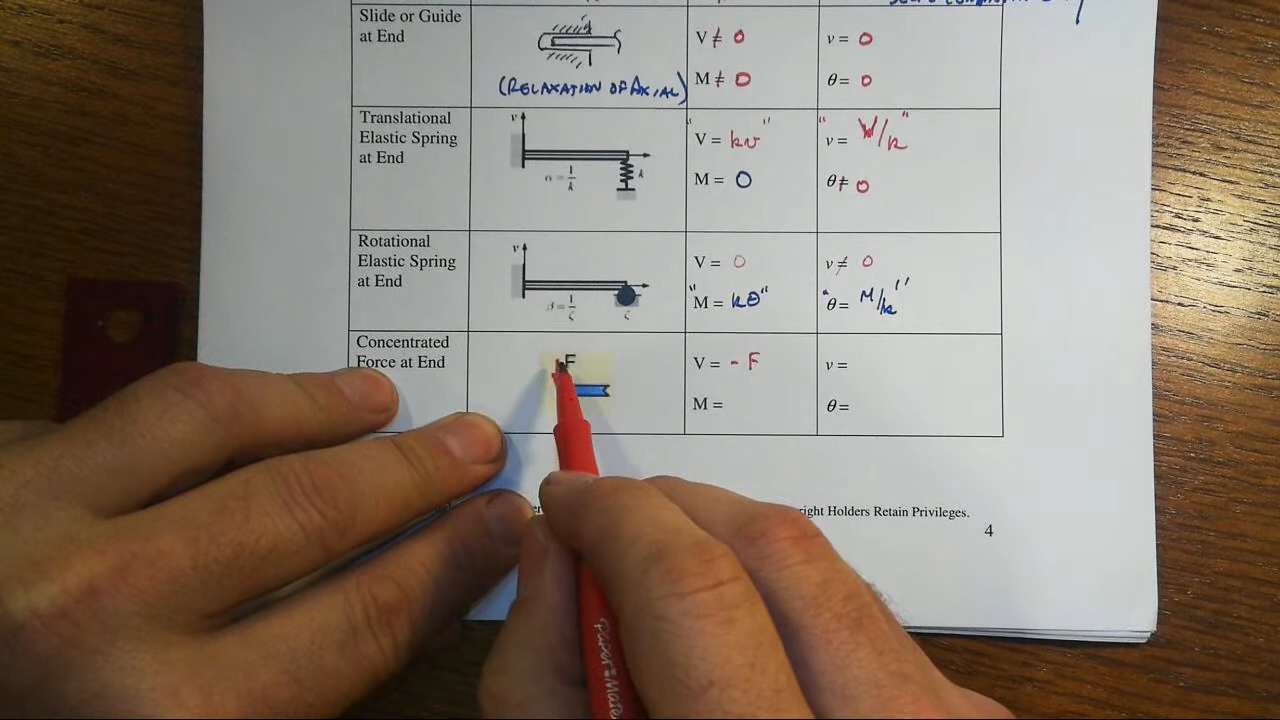 Slide or Guide
at End
(RELAXATION OF AXIAL)
V ≠ 0
M ≠ 0
v = 0
θ = 0
Translational
Elastic Spring
at End
v
α = 1/k
k
"V = kv"
M = 0
"v = V/k"
θ ≠ 0
Rotational
Elastic Spring
at End
v
β = 1/ζ
ζ
V = 0
"M = kθ"
v ≠ 0
"θ = M/k"
Concentrated
Force at End
F
V = - F
M =
v =
θ =
right Holders Retain Privileges.
4